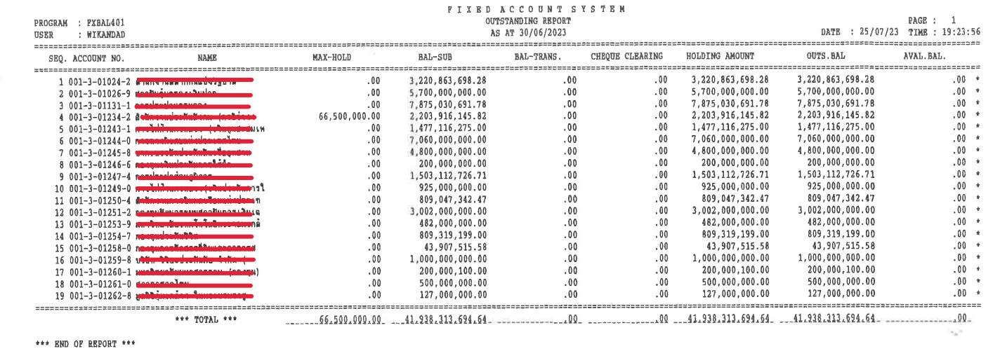 FIXED ACCOUNT SYSTEM
PROGRAM : FXBAL401 OUTSTANDING REPORT PAGE : 1
USER : WIKANDAD AS AT 30/06/2023 DATE : 25/07/23 TIME : 19:23:56
SEQ. ACCOUNT NO. NAME MAX-HOLD BAL-SUB BAL-TRANS. CHEQUE CLEARING HOLDING AMOUNT OUTS.BAL AVAL.BAL.
1 001-3-01024-2 .00 3,220,863,698.28 .00 .00 3,220,863,698.28 3,220,863,698.28 .00 *
2 001-3-01026-9 .00 5,700,000,000.00 .00 .00 5,700,000,000.00 5,700,000,000.00 .00 *
3 001-3-01131-1 .00 7,875,030,691.78 .00 .00 7,875,030,691.78 7,875,030,691.78 .00 *
4 001-3-01234-2 66,500,000.00 2,203,916,145.82 .00 .00 2,203,916,145.82 2,203,916,145.82 .00 *
5 001-3-01243-1 .00 1,477,116,275.00 .00 .00 1,477,116,275.00 1,477,116,275.00 .00 *
6 001-3-01244-0 .00 7,060,000,000.00 .00 .00 7,060,000,000.00 7,060,000,000.00 .00 *
7 001-3-01245-8 .00 4,800,000,000.00 .00 .00 4,800,000,000.00 4,800,000,000.00 .00 *
8 001-3-01246-6 .00 200,000,000.00 .00 .00 200,000,000.00 200,000,000.00 .00 *
9 001-3-01247-4 .00 1,503,112,726.71 .00 .00 1,503,112,726.71 1,503,112,726.71 .00 *
10 001-3-01249-0 .00 925,000,000.00 .00 .00 925,000,000.00 925,000,000.00 .00 *
11 001-3-01250-4 .00 809,047,342.47 .00 .00 809,047,342.47 809,047,342.47 .00 *
12 001-3-01251-2 .00 3,002,000,000.00 .00 .00 3,002,000,000.00 3,002,000,000.00 .00 *
13 001-3-01253-9 .00 482,000,000.00 .00 .00 482,000,000.00 482,000,000.00 .00 *
14 001-3-01254-7 .00 809,319,199.00 .00 .00 809,319,199.00 809,319,199.00 .00 *
15 001-3-01258-0 .00 43,907,515.58 .00 .00 43,907,515.58 43,907,515.58 .00 *
16 001-3-01259-8 .00 1,000,000,000.00 .00 .00 1,000,000,000.00 1,000,000,000.00 .00 *
17 001-3-01260-1 .00 200,000,100.00 .00 .00 200,000,100.00 200,000,100.00 .00 *
18 001-3-01261-0 .00 500,000,000.00 .00 .00 500,000,000.00 500,000,000.00 .00 *
19 001-3-01262-8 .00 127,000,000.00 .00 .00 127,000,000.00 127,000,000.00 .00 *
*** TOTAL *** 66,500,000.00 41,938,313,694.64 .00 .00 41,938,313,694.64 41,938,313,694.64 .00
*** END OF REPORT ***